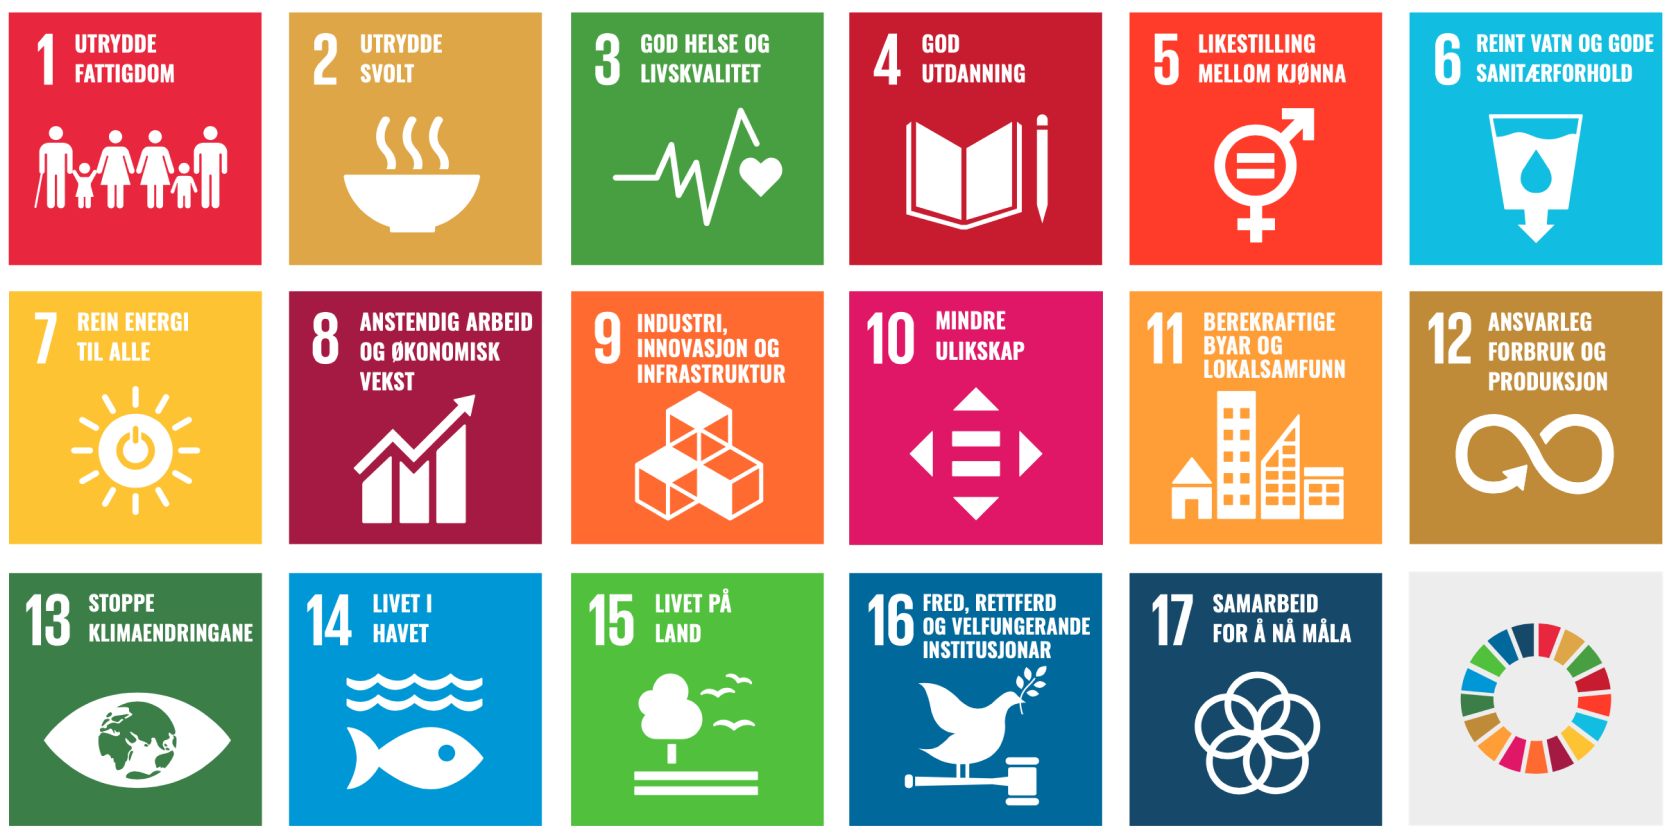 1 UTRYDDE
FATTIGDOM
2 UTRYDDE
SVOLT
3 GOD HELSE OG
LIVSKVALITET
4 GOD
UTDANNING
5 LIKESTILLING
MELLOM KJØNNA
6 REINT VATN OG GODE
SANITÆRFORHOLD
7 REIN ENERGI
TIL ALLE
8 ANSTENDIG ARBEID
OG ØKONOMISK
VEKST
9 INDUSTRI,
INNOVASJON OG
INFRASTRUKTUR
10 MINDRE
ULIKSKAP
11 BEREKRAFTIGE
BYAR OG
LOKALSAMFUNN
12 ANSVARLEG
FORBRUK OG
PRODUKSJON
13 STOPPE
KLIMAENDRINGANE
14 LIVET I
HAVET
15 LIVET PÅ
LAND
16 FRED, RETTFERD
OG VELFUNGERANDE
INSTITUSJONAR
17 SAMARBEID
FOR Å NÅ MÅLA